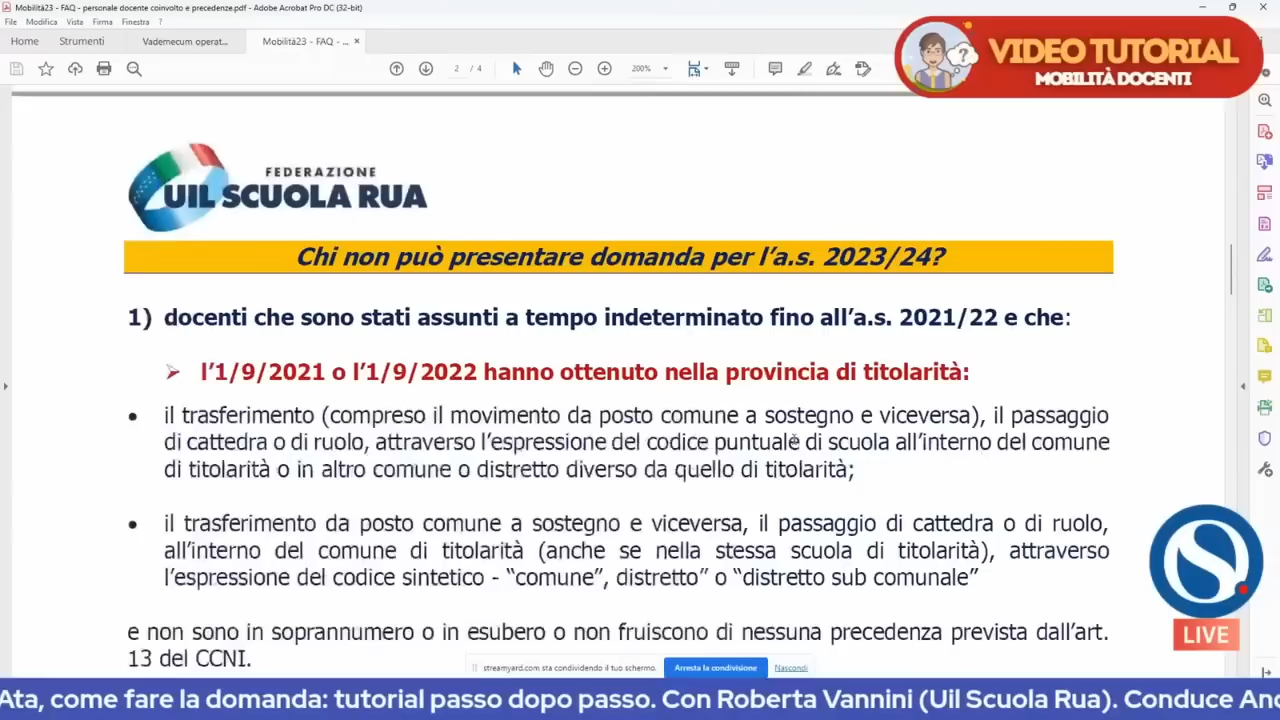 Mobilità23 - FAQ - personale docente coinvolto e precedenze.pdf - Adobe Acrobat Pro DC (32-bit)
File Modifica Vista Firma Finestra ?
Home Strumenti Vademecum operat... Mobilità23 - FAQ - ... ×
2 / 4 200%
VIDEO TUTORIAL
MOBILITÀ DOCENTI
FEDERAZIONE
UIL SCUOLA RUA
Chi non può presentare domanda per l’a.s. 2023/24?
1) docenti che sono stati assunti a tempo indeterminato fino all’a.s. 2021/22 e che:
➢ l’1/9/2021 o l’1/9/2022 hanno ottenuto nella provincia di titolarità:
• il trasferimento (compreso il movimento da posto comune a sostegno e viceversa), il passaggio
di cattedra o di ruolo, attraverso l’espressione del codice puntuale di scuola all’interno del comune
di titolarità o in altro comune o distretto diverso da quello di titolarità;
• il trasferimento da posto comune a sostegno e viceversa, il passaggio di cattedra o di ruolo,
all’interno del comune di titolarità (anche se nella stessa scuola di titolarità), attraverso
l’espressione del codice sintetico - “comune”, distretto” o “distretto sub comunale”
e non sono in soprannumero o in esubero o non fruiscono di nessuna precedenza prevista dall’art.
13 del CCNI.
S
LIVE
streamyard.com sta condividendo il tuo schermo. Arresta la condivisione Nascondi
Ata, come fare la domanda: tutorial passo dopo passo. Con Roberta Vannini (Uil Scuola Rua). Conduce And